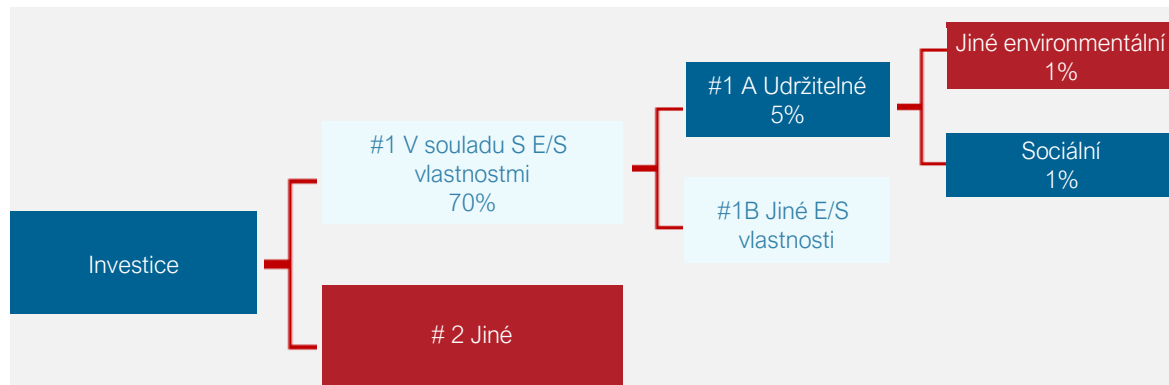 Investice
#1 V souladu S E/S
vlastnostmi
70%
# 2 Jiné
#1 A Udržitelné
5%
#1B Jiné E/S
vlastnosti
Jiné environmentální
1%
Sociální
1%